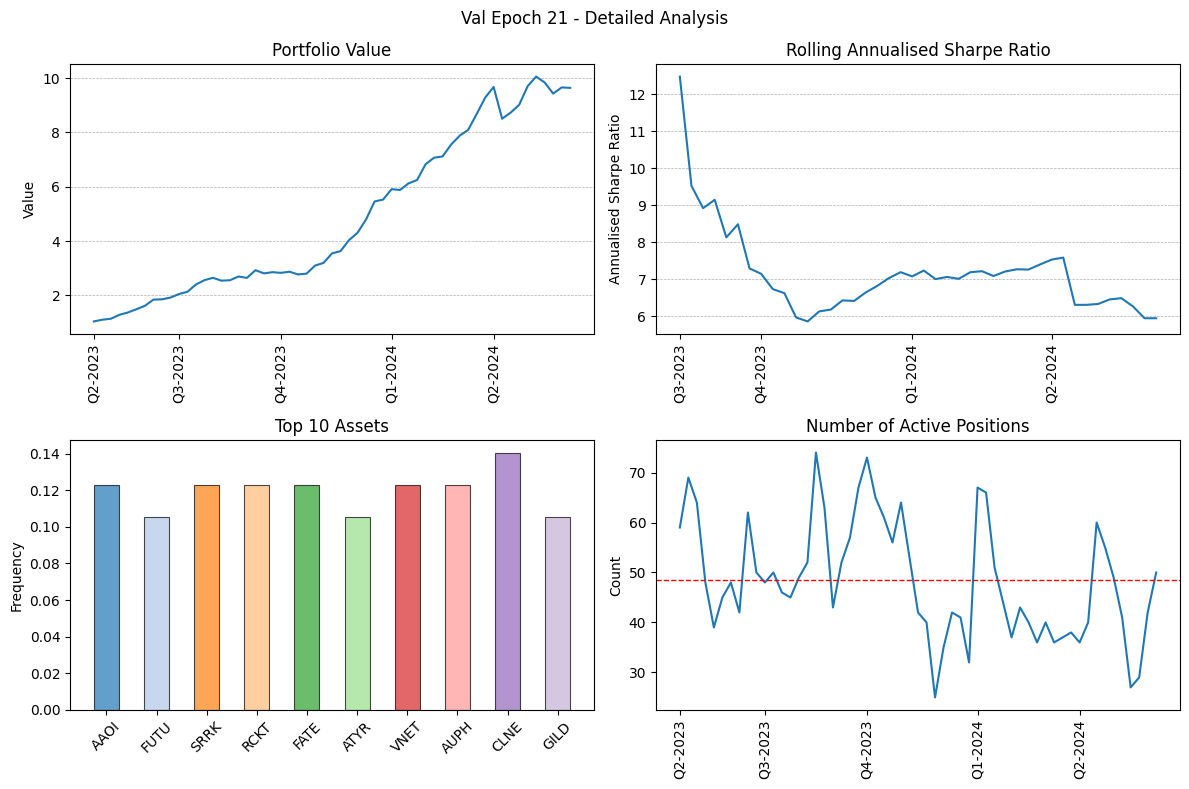 Val Epoch 21 - Detailed Analysis
Portfolio Value
Value
10
8
6
4
2
Q2-2023
Q3-2023
Q4-2023
Q1-2024
Q2-2024
Rolling Annualised Sharpe Ratio
Annualised Sharpe Ratio
12
11
10
9
8
7
6
Q3-2023
Q4-2023
Q1-2024
Q2-2024
Top 10 Assets
Frequency
0.14
0.12
0.10
0.08
0.06
0.04
0.02
0.00
AAOI
FUTU
SRRK
RCKT
FATE
ATYR
VNET
AUPH
CLNE
GILD
Number of Active Positions
Count
70
60
50
40
30
Q2-2023
Q3-2023
Q4-2023
Q1-2024
Q2-2024